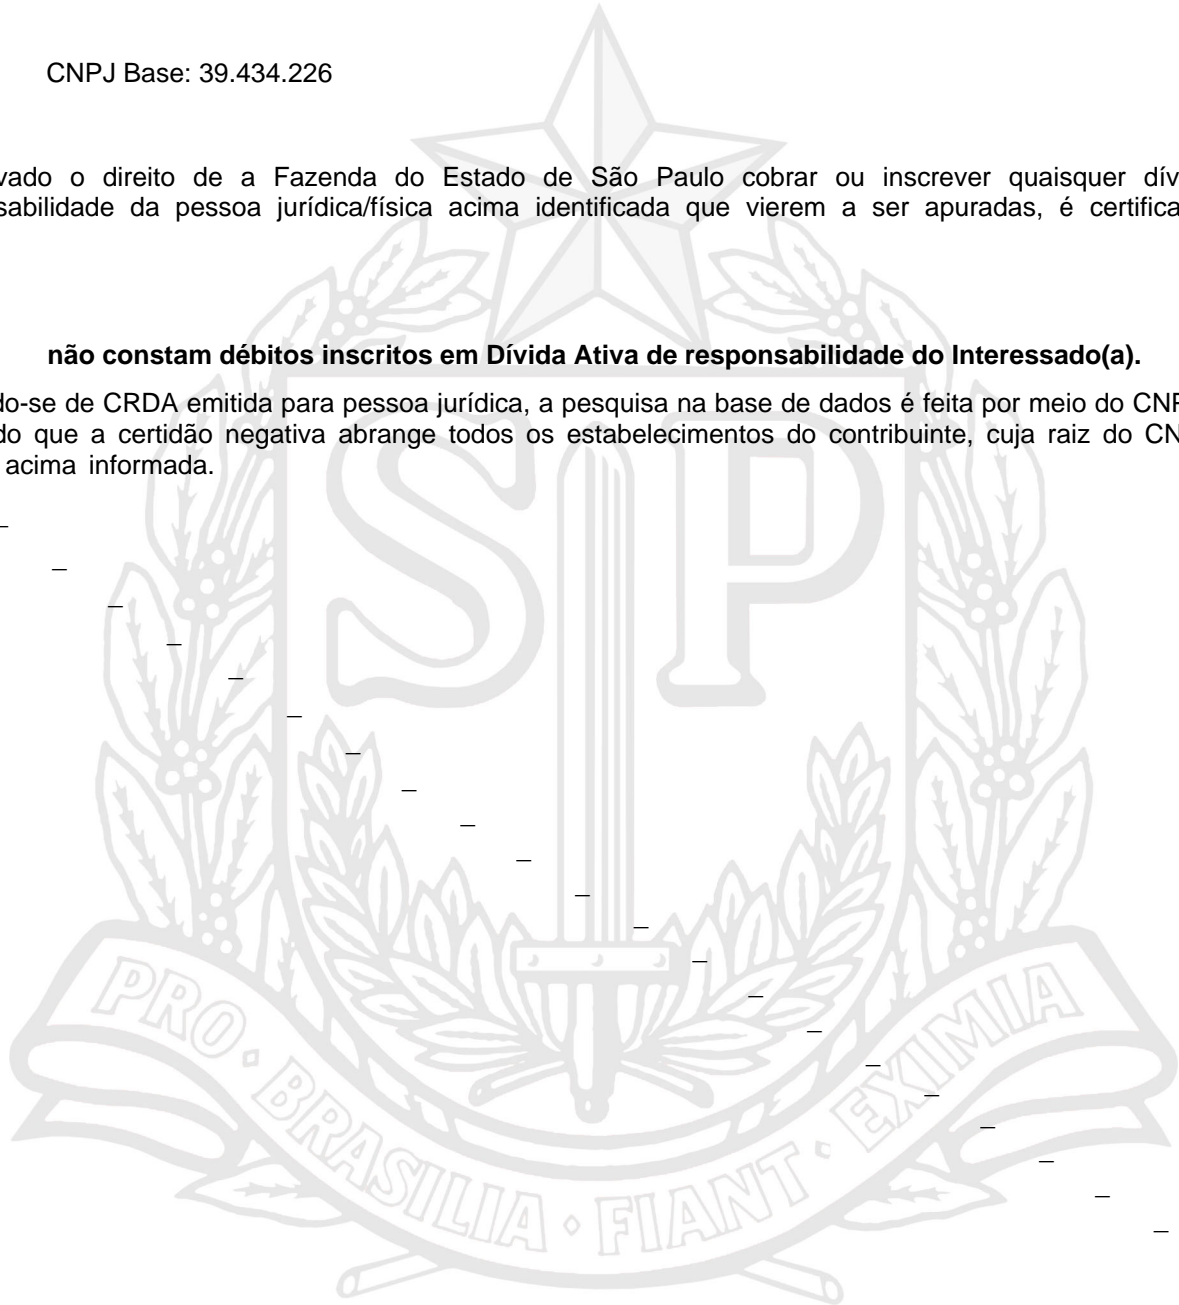 CNPJ Base: 39.434.226
vado o direito de a Fazenda do Estado de São Paulo cobrar ou inscrever quaisquer dív
sabilidade da pessoa jurídica/física acima identificada que vierem a ser apuradas, é certifica
não constam débitos inscritos em Dívida Ativa de responsabilidade do Interessado(a).
do-se de CRDA emitida para pessoa jurídica, a pesquisa na base de dados é feita por meio do CNP
do que a certidão negativa abrange todos os estabelecimentos do contribuinte, cuja raiz do CN
acima informada.
SP
PRO · BRASILIA · FIANT · EXIMIA